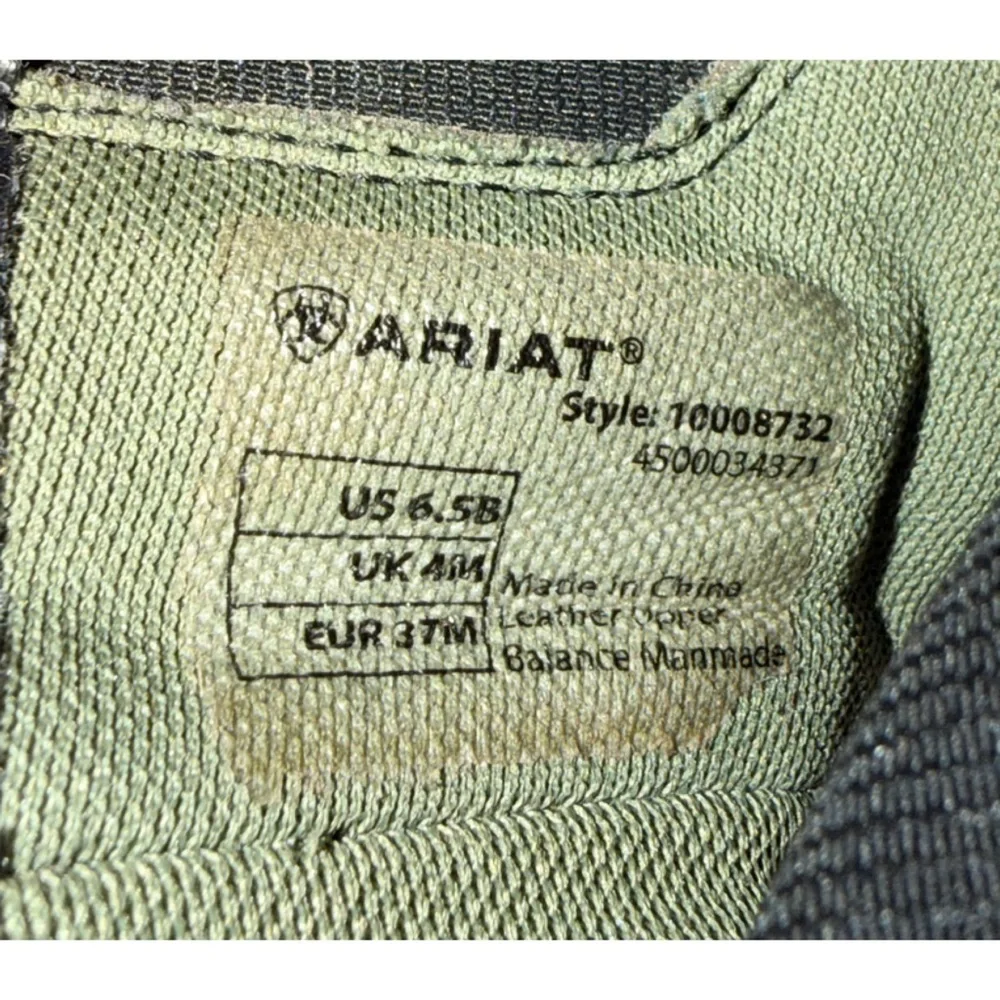 ARIAT®
Style: 10008732
4500034371
US 6.5B
UK 4M
EUR 37M
Made in China
Leather Upper
Balance Manmade